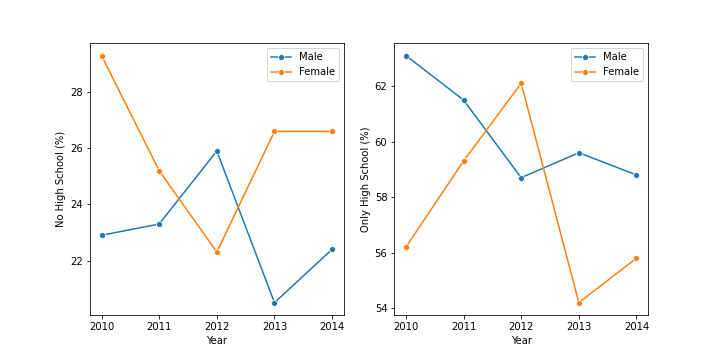 No High School (%)
28
26
24
22
2010 2011 2012 2013 2014
Year
Male
Female
Only High School (%)
62
60
58
56
54
2010 2011 2012 2013 2014
Year
Male
Female